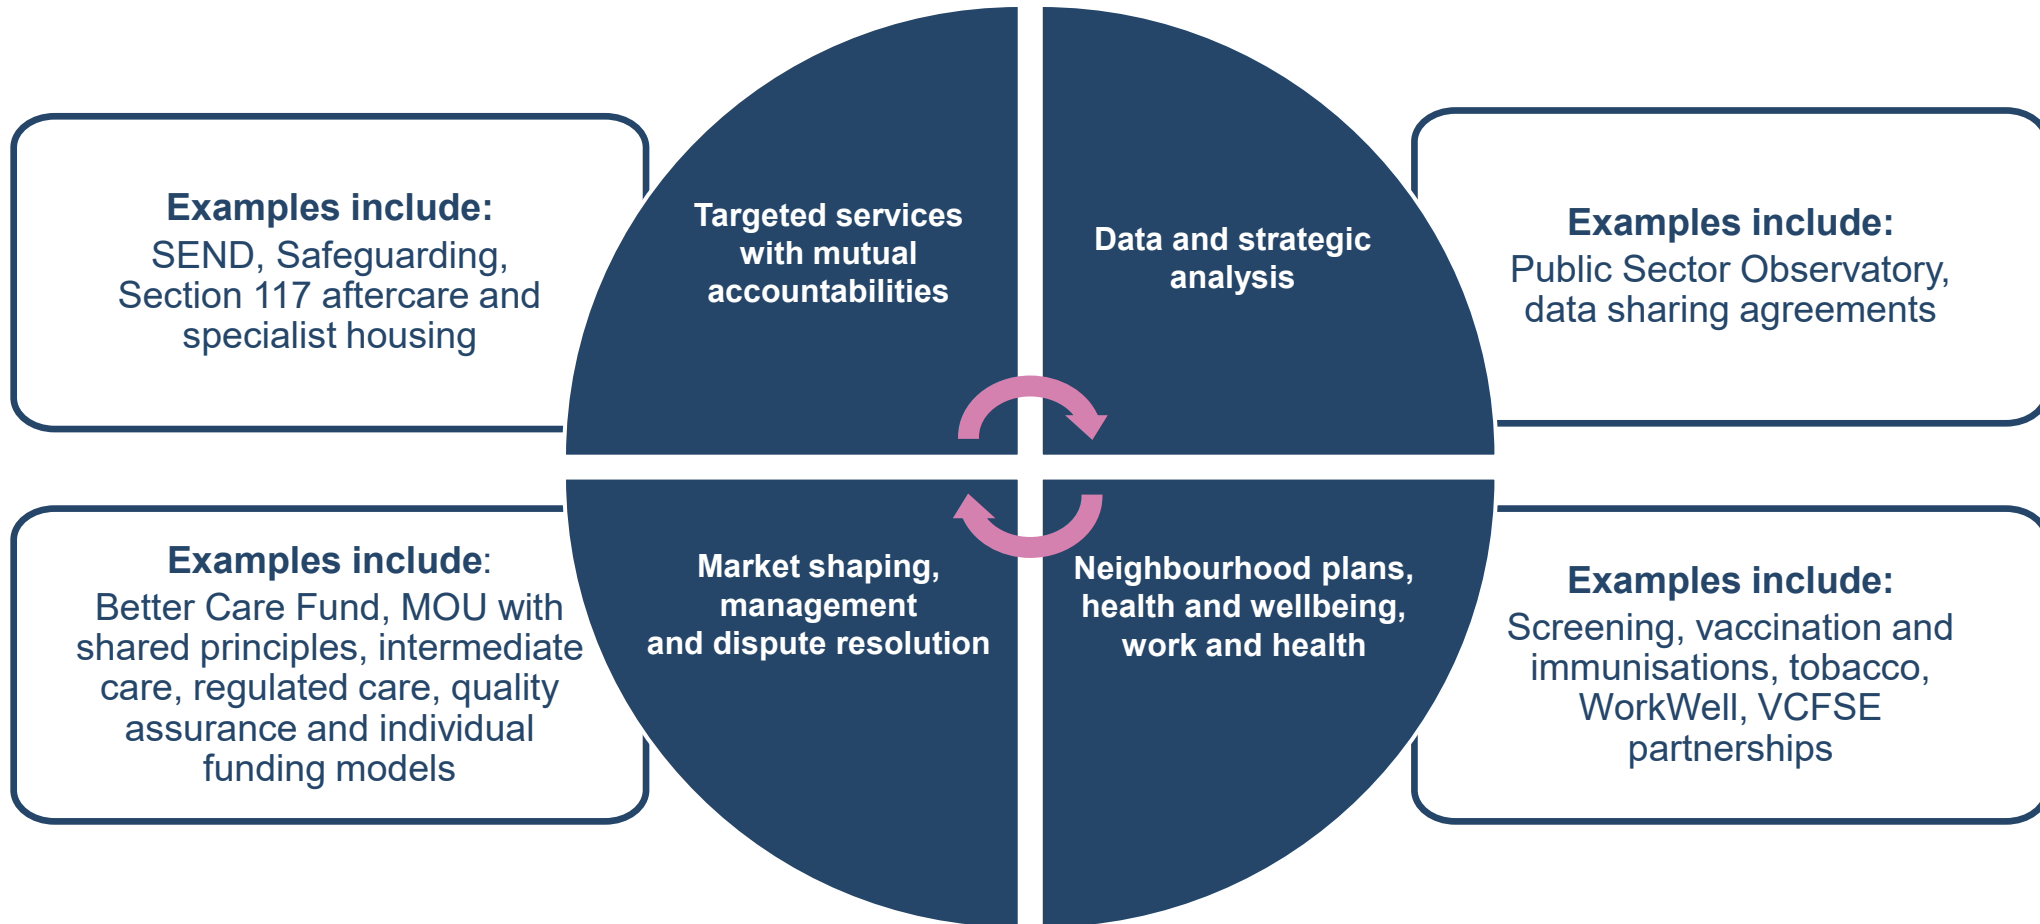 Examples include:
SEND, Safeguarding,
Section 117 aftercare and
specialist housing
Targeted services
with mutual
accountabilities
Data and strategic
analysis
Examples include:
Public Sector Observatory,
data sharing agreements
Examples include:
Better Care Fund, MOU with
shared principles, intermediate
care, regulated care, quality
assurance and individual
funding models
Market shaping,
management
and dispute resolution
Neighbourhood plans,
health and wellbeing,
work and health
Examples include:
Screening, vaccination and
immunisations, tobacco,
WorkWell, VCFSE
partnerships